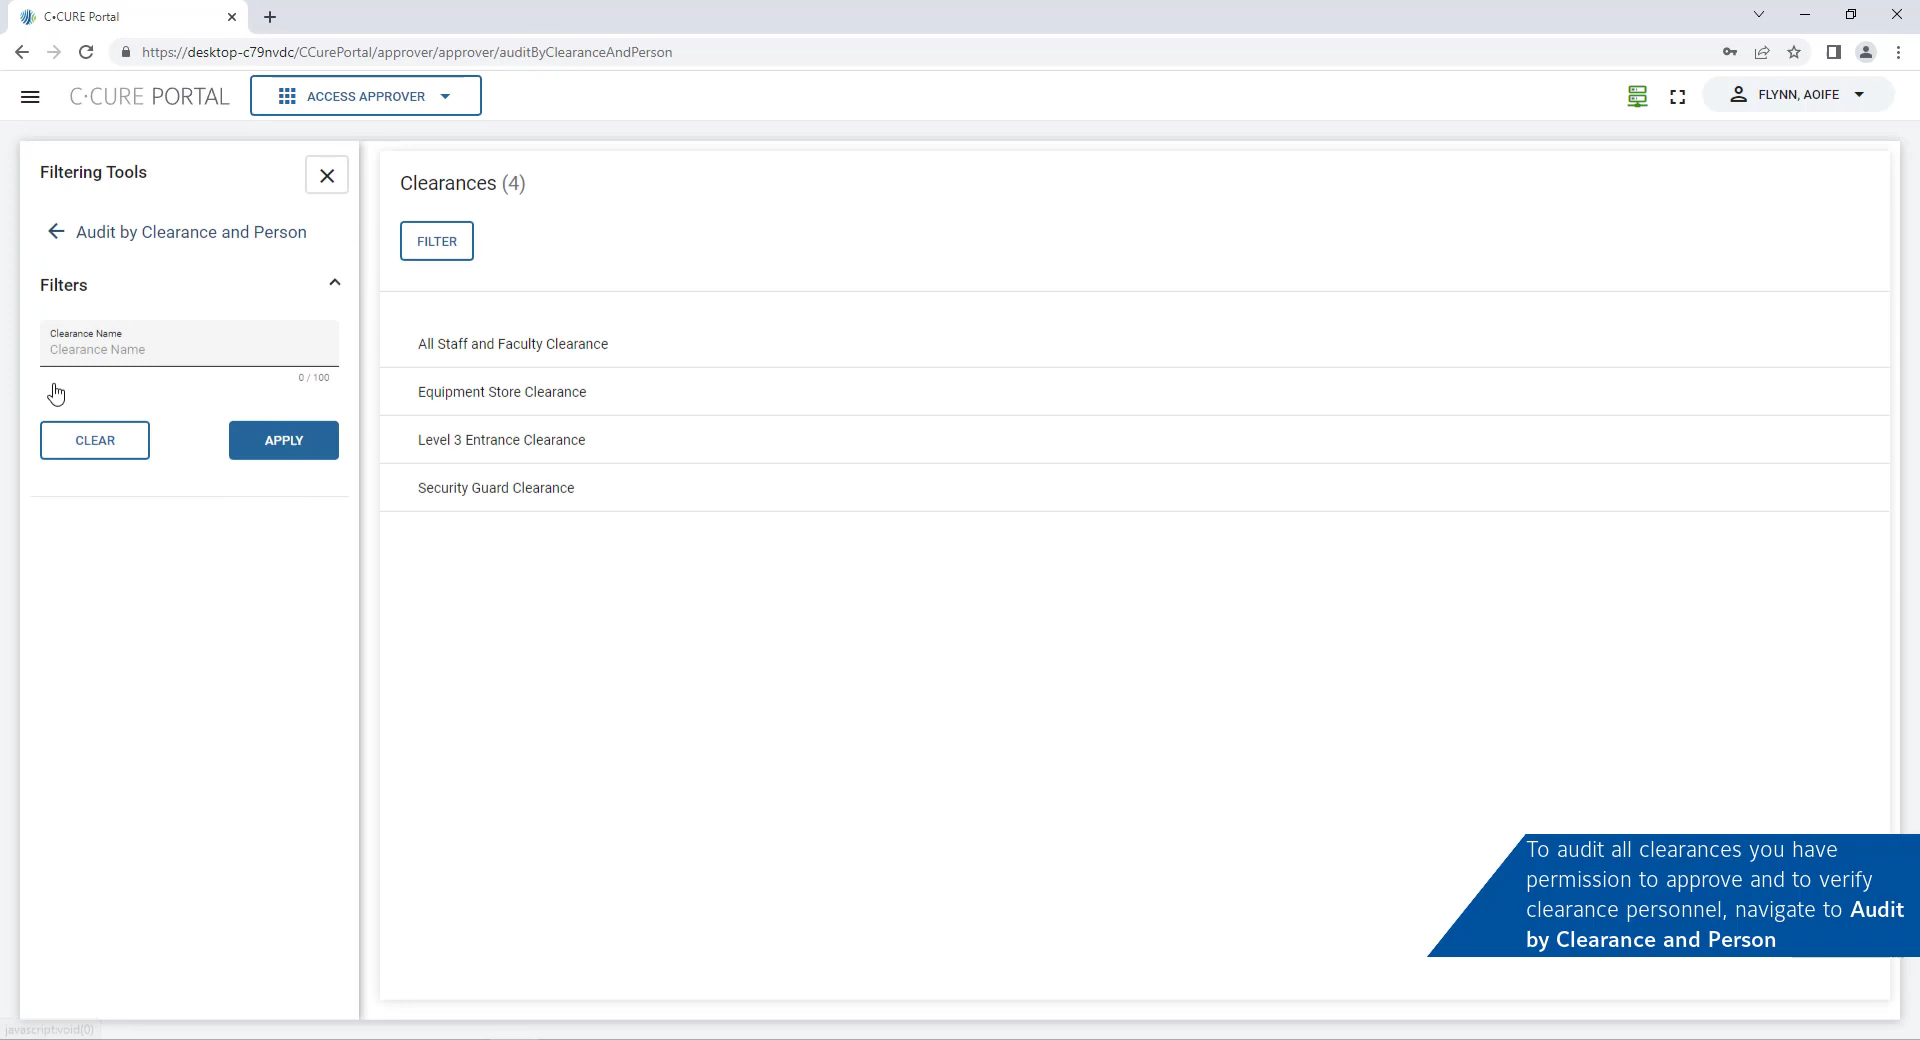 C•CURE Portal
https://desktop-c79nvdc/CCurePortal/approver/approver/auditByClearanceAndPerson
C·CURE PORTAL
ACCESS APPROVER
FLYNN, AOIFE
Filtering Tools
Audit by Clearance and Person
Filters
Clearance Name
Clearance Name
0 / 100
CLEAR
APPLY
Clearances (4)
FILTER
All Staff and Faculty Clearance
Equipment Store Clearance
Level 3 Entrance Clearance
Security Guard Clearance
To audit all clearances you have
permission to approve and to verify
clearance personnel, navigate to Audit
by Clearance and Person
javascript:void(0)